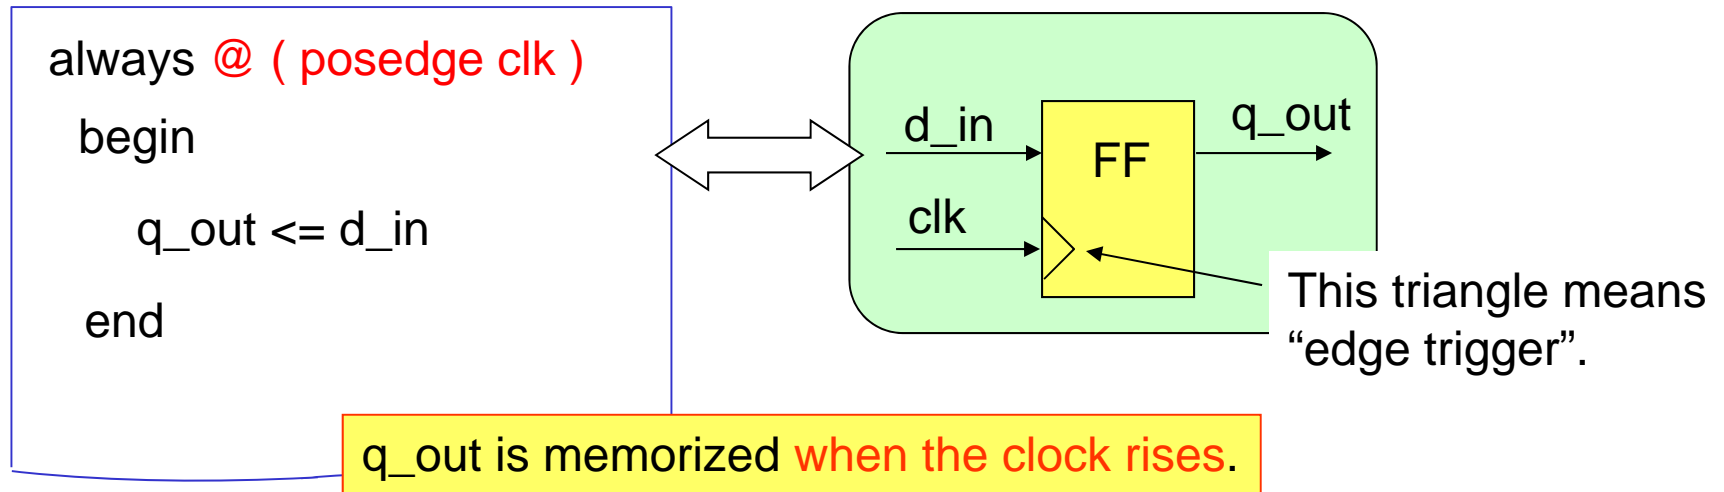 always @ ( posedge clk )
begin
q_out <= d_in
end
d_in
q_out
FF
clk
This triangle means
“edge trigger”.
q_out is memorized when the clock rises.